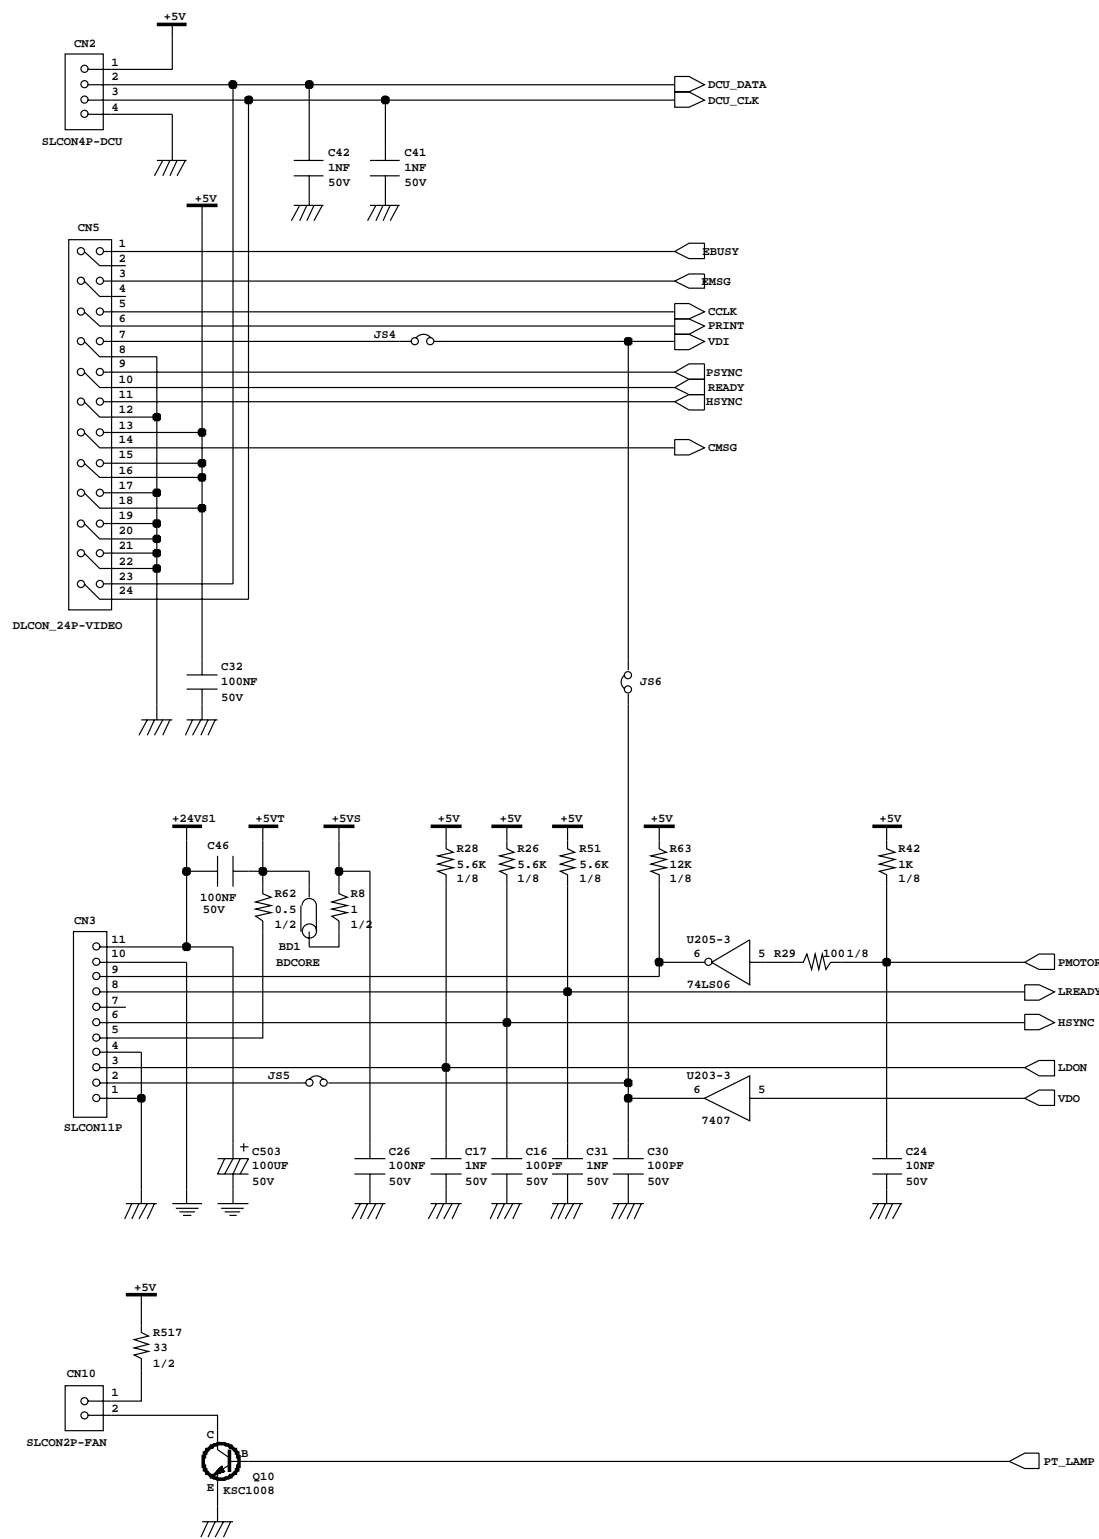 +5V
CN2
1
2
3
4
SLCON4P-DCU
DCU_DATA
DCU_CLK
C42
1NF
50V
C41
1NF
50V
+5V
CN5
1
2
3
4
5
6
7
8
9
10
11
12
13
14
15
16
17
18
19
20
21
22
23
24
DLCON_24P-VIDEO
EBUSY
EMSG
CCLK
PRINT
JS4
VDI
PSYNC
READY
HSYNC
CMSG
C32
100NF
50V
JS6
+24VS1
+5VT
+5VS
+5V
+5V
+5V
+5V
+5V
C46
100NF
50V
R62
0.5
1/2
R8
1
1/2
BD1
BDCORE
R28
5.6K
1/8
R26
5.6K
1/8
R51
5.6K
1/8
R63
12K
1/8
R42
1K
1/8
CN3
11
10
9
8
7
6
5
4
3
2
1
SLCON11P
U205-3
6
5
74LS06
R29
100
1/8
PMOTOR
LREADY
HSYNC
LDON
JS5
U203-3
6
5
7407
VDO
+
C503
100UF
50V
C26
100NF
50V
C17
1NF
50V
C16
100PF
50V
C31
1NF
50V
C30
100PF
50V
C24
10NF
50V
+5V
R517
33
1/2
CN10
1
2
SLCON2P-FAN
C
B
E
Q10
KSC1008
PT_LAMP